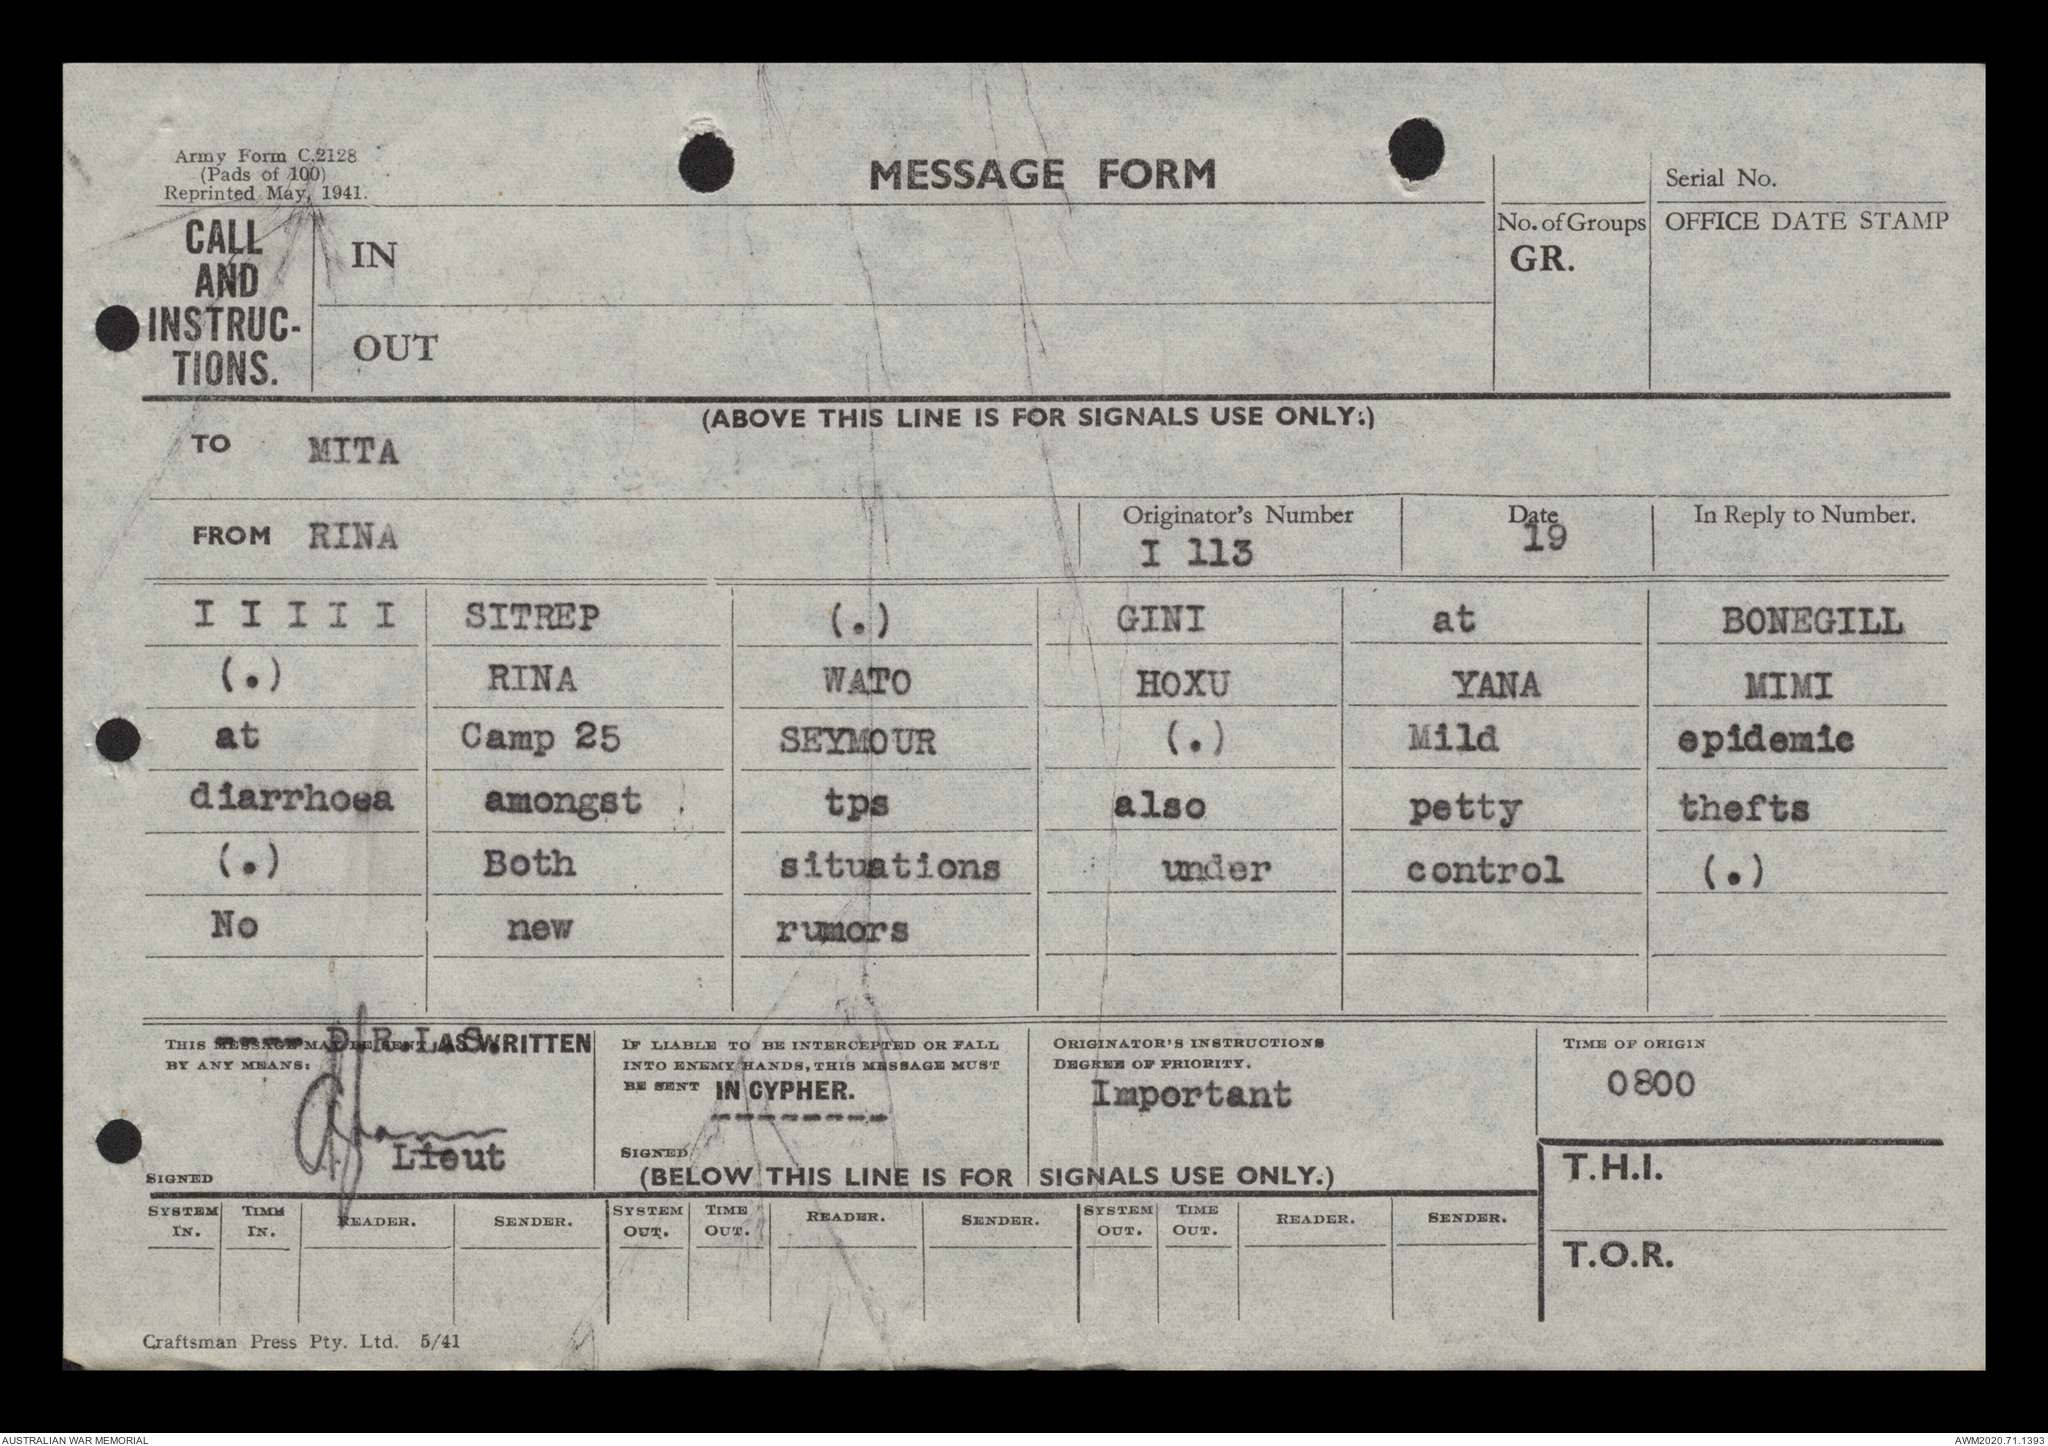 Army Form C.2128
(Pads of 100)
Reprinted May, 1941.
MESSAGE FORM
Serial No.
CALL AND INSTRUC-TIONS.
IN
OUT
No. of Groups
GR.
OFFICE DATE STAMP
(ABOVE THIS LINE IS FOR SIGNALS USE ONLY.)
TO MITA
FROM RINA
Originator's Number
I 113
Date
19
In Reply to Number.
I I I I I SITREP (.) GINI at BONEGILL
(.) RINA WATO HOXU YANA MIMI
at Camp 25 SEYMOUR (.) Mild epidemic
diarrhoea amongst tps also petty thefts
(.) Both situations under control (.)
No new rumors
D.R.L.S.
THIS MESSAGE MAY BE SENT AS WRITTEN
BY ANY MEANS:
Lieut
SIGNED
IF LIABLE TO BE INTERCEPTED OR FALL
INTO ENEMY HANDS, THIS MESSAGE MUST
BE SENT IN CYPHER.
SIGNED
ORIGINATOR'S INSTRUCTIONS
DEGREE OF PRIORITY.
Important
TIME OF ORIGIN
0800
(BELOW THIS LINE IS FOR SIGNALS USE ONLY.)
T.H.I.
SYSTEM IN. TIME IN. READER. SENDER. SYSTEM OUT. TIME OUT. READER. SENDER. SYSTEM OUT. TIME OUT. READER. SENDER.
T.O.R.
Craftsman Press Pty. Ltd. 5/41
AUSTRALIAN WAR MEMORIAL
AWM2020.71.1393